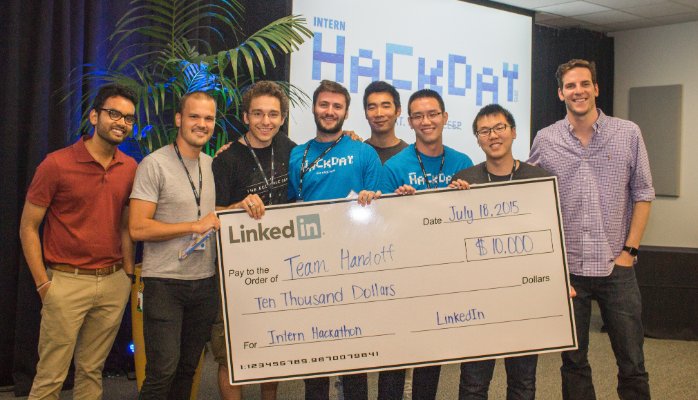 INTERN
HACKDAY
HACKDAY
LinkedIn
Date July 18, 2015
Pay to the
Order of Team Handoff
$ 10,000
Ten Thousand Dollars Dollars
For Intern Hackathon LinkedIn